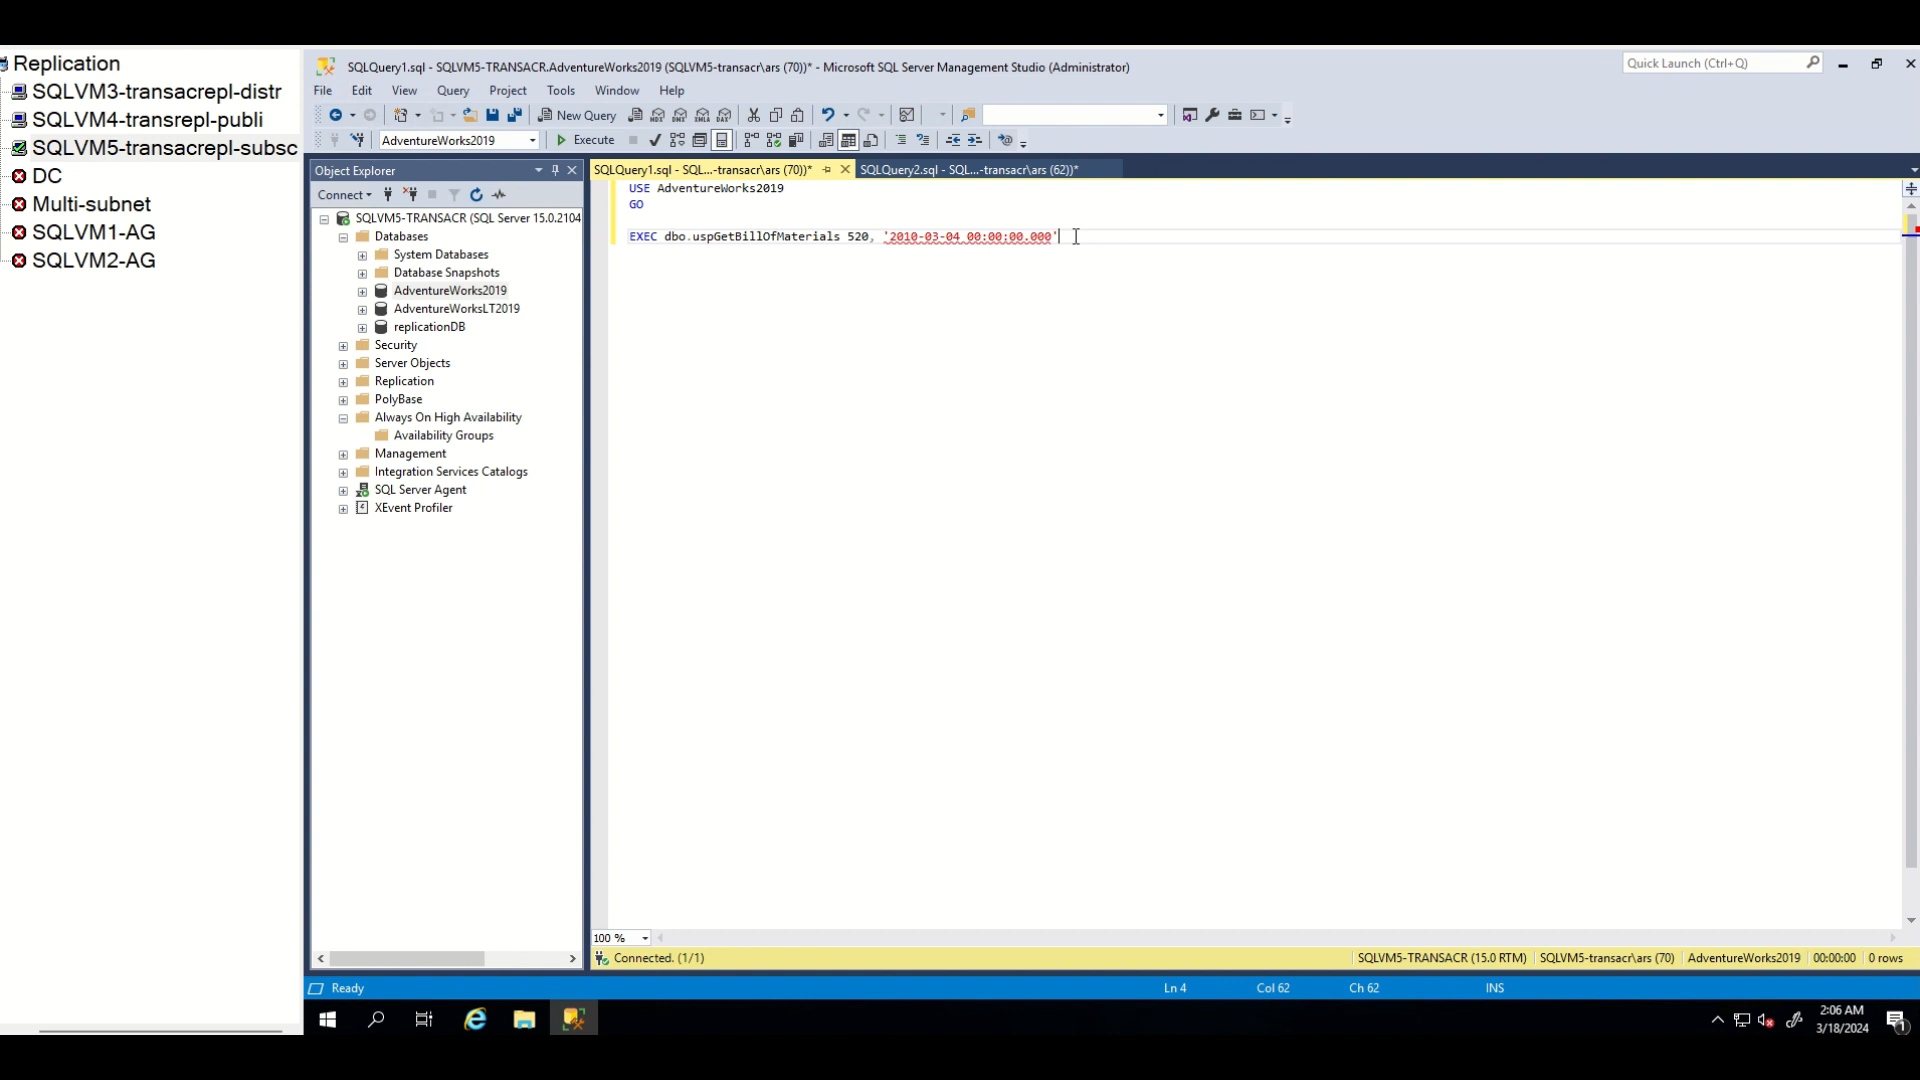 Replication
SQLVM3-transacrepl-distr
SQLVM4-transrepl-publi
SQLVM5-transacrepl-subsc
DC
Multi-subnet
SQLVM1-AG
SQLVM2-AG
SQLQuery1.sql - SQLVM5-TRANSACR.AdventureWorks2019 (SQLVM5-transacr\ars (70))* - Microsoft SQL Server Management Studio (Administrator)
Quick Launch (Ctrl+Q)
File Edit View Query Project Tools Window Help
New Query
AdventureWorks2019
Execute
Object Explorer
Connect
SQLVM5-TRANSACR (SQL Server 15.0.2104
Databases
System Databases
Database Snapshots
AdventureWorks2019
AdventureWorksLT2019
replicationDB
Security
Server Objects
Replication
PolyBase
Always On High Availability
Availability Groups
Management
Integration Services Catalogs
SQL Server Agent
XEvent Profiler
SQLQuery1.sql - SQL...-transacr\ars (70))*
SQLQuery2.sql - SQL...-transacr\ars (62))*
USE AdventureWorks2019
GO
EXEC dbo.uspGetBillOfMaterials 520, '2010-03-04 00:00:00.000'
100 %
Connected. (1/1)
SQLVM5-TRANSACR (15.0 RTM) SQLVM5-transacr\ars (70) AdventureWorks2019 00:00:00 0 rows
Ready
Ln 4 Col 62 Ch 62 INS
2:06 AM
3/18/2024
1